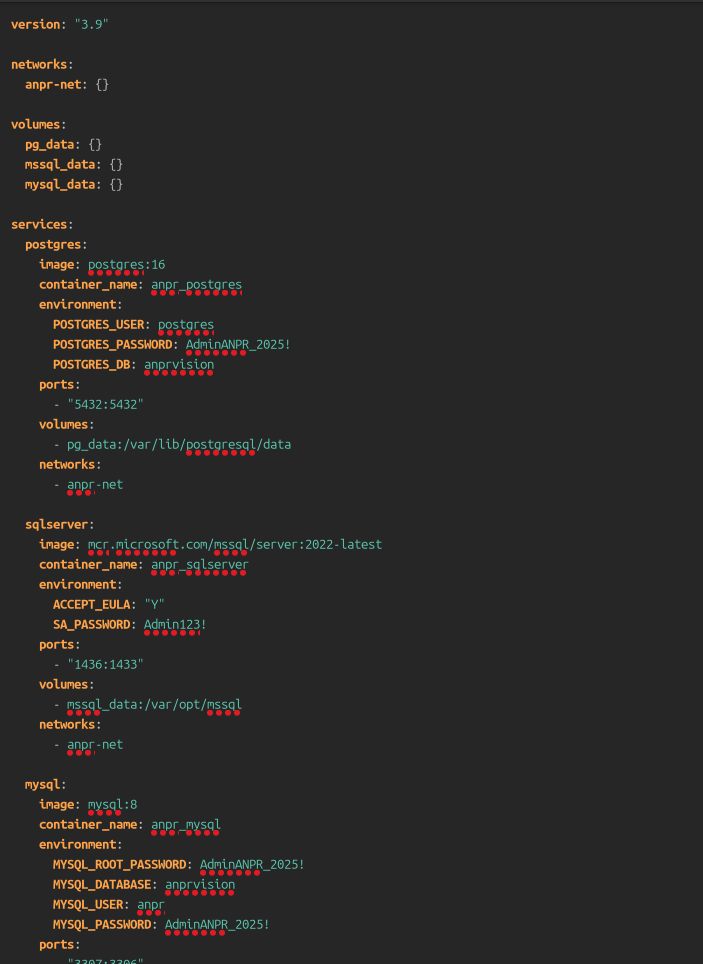 version: "3.9"
networks:
  anpr-net: {}
volumes:
  pg_data: {}
  mssql_data: {}
  mysql_data: {}
services:
  postgres:
    image: postgres:16
    container_name: anpr_postgres
    environment:
      POSTGRES_USER: postgres
      POSTGRES_PASSWORD: AdminANPR_2025!
      POSTGRES_DB: anprvision
    ports:
      - "5432:5432"
    volumes:
      - pg_data:/var/lib/postgresql/data
    networks:
      - anpr-net
  sqlserver:
    image: mcr.microsoft.com/mssql/server:2022-latest
    container_name: anpr_sqlserver
    environment:
      ACCEPT_EULA: "Y"
      SA_PASSWORD: Admin123!
    ports:
      - "1436:1433"
    volumes:
      - mssql_data:/var/opt/mssql
    networks:
      - anpr-net
  mysql:
    image: mysql:8
    container_name: anpr_mysql
    environment:
      MYSQL_ROOT_PASSWORD: AdminANPR_2025!
      MYSQL_DATABASE: anprvision
      MYSQL_USER: anpr
      MYSQL_PASSWORD: AdminANPR_2025!
    ports: